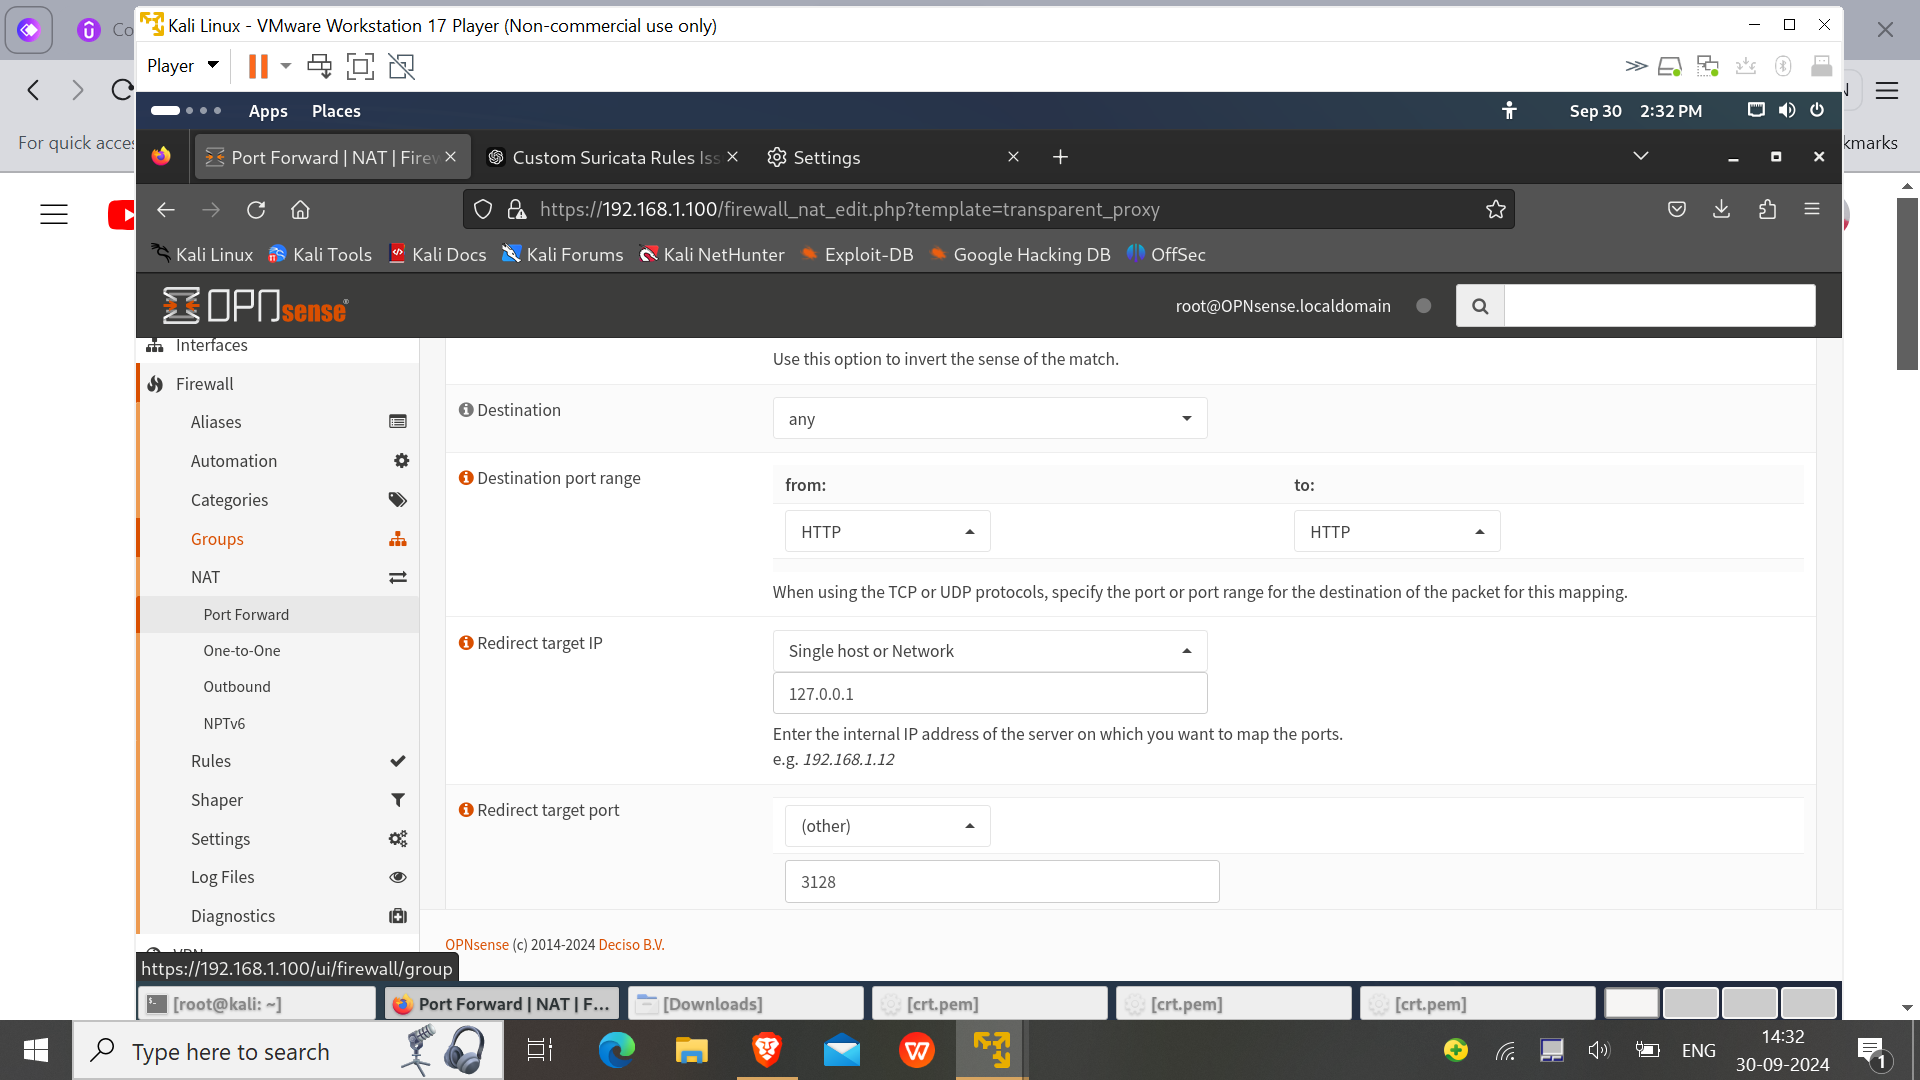 Co
Kali Linux - VMware Workstation 17 Player (Non-commercial use only)
Player
For quick acce
kmarks
Apps Places
Sep 30 2:32 PM
Port Forward | NAT | Firew
Custom Suricata Rules Iss
Settings
https://192.168.1.100/firewall_nat_edit.php?template=transparent_proxy
Kali Linux Kali Tools Kali Docs Kali Forums Kali NetHunter Exploit-DB Google Hacking DB OffSec
OPNsense
root@OPNsense.localdomain
Interfaces
Firewall
Aliases
Automation
Categories
Groups
NAT
Port Forward
One-to-One
Outbound
NPTv6
Rules
Shaper
Settings
Log Files
Diagnostics
VPN
Use this option to invert the sense of the match.
Destination
any
Destination port range
from: to:
HTTP HTTP
When using the TCP or UDP protocols, specify the port or port range for the destination of the packet for this mapping.
Redirect target IP
Single host or Network
127.0.0.1
Enter the internal IP address of the server on which you want to map the ports.
e.g. 192.168.1.12
Redirect target port
(other)
3128
OPNsense (c) 2014-2024 Deciso B.V.
https://192.168.1.100/ui/firewall/group
[root@kali: ~]
Port Forward | NAT | F...
[Downloads]
[crt.pem]
[crt.pem]
[crt.pem]
Type here to search
ENG
14:32
30-09-2024
1